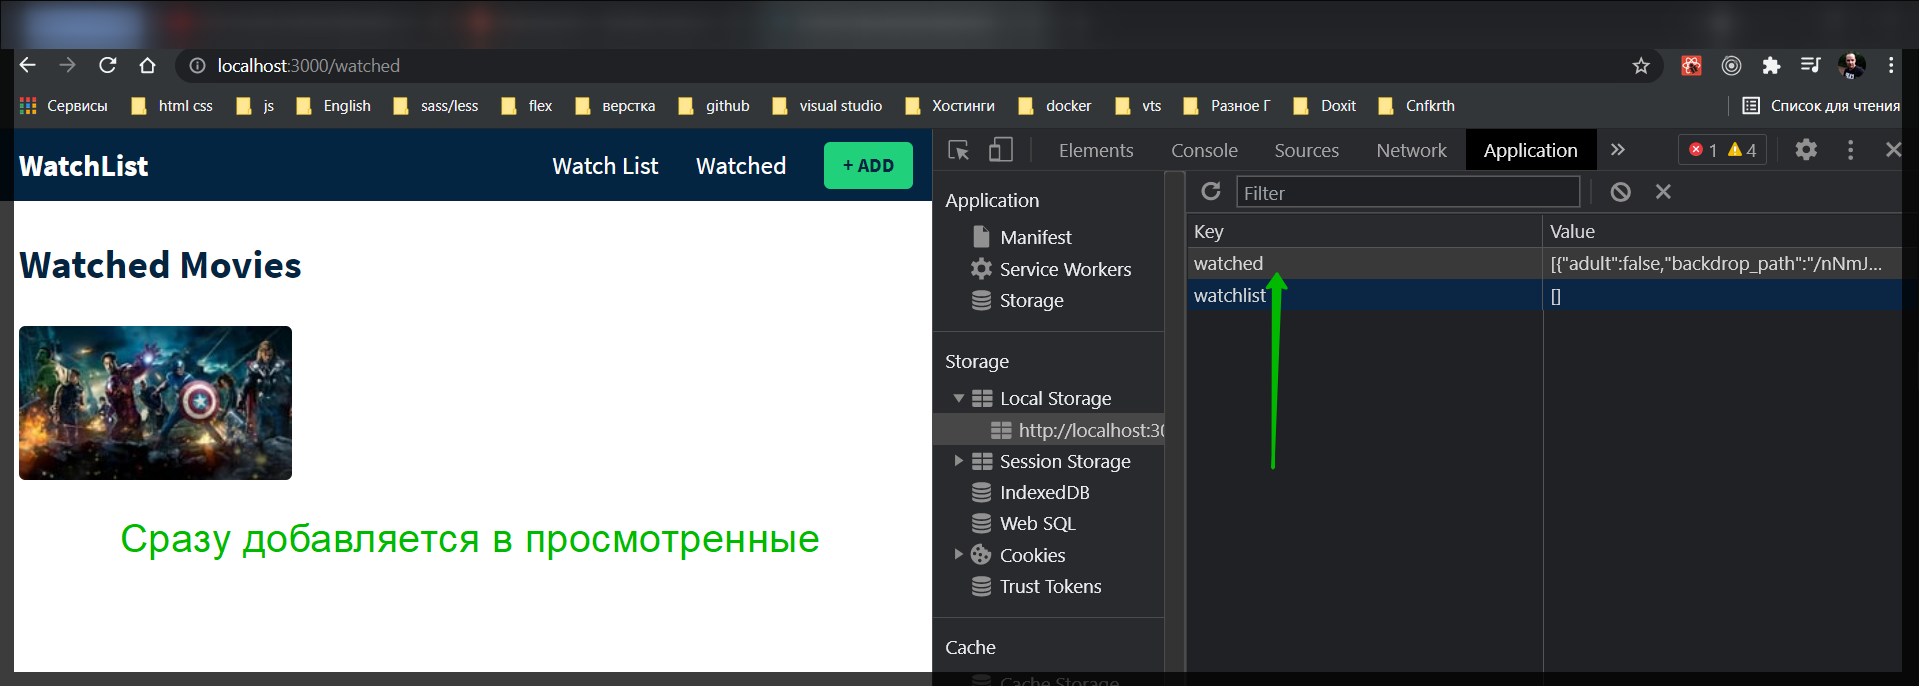 localhost:3000/watched
Сервисы html css js English sass/less flex верстка github visual studio Хостинги docker vts Разное Г Doxit Cnfkrth Список для чтения
WatchList Watch List Watched + ADD
Watched Movies
Сразу добавляется в просмотренные
Elements Console Sources Network Application » 1 4
Application
Manifest
Service Workers
Storage
Storage
Local Storage
http://localhost:30
Session Storage
IndexedDB
Web SQL
Cookies
Trust Tokens
Cache
Cache Storage
Filter
Key Value
watched [{"adult":false,"backdrop_path":"/nNmJ...
watchlist []